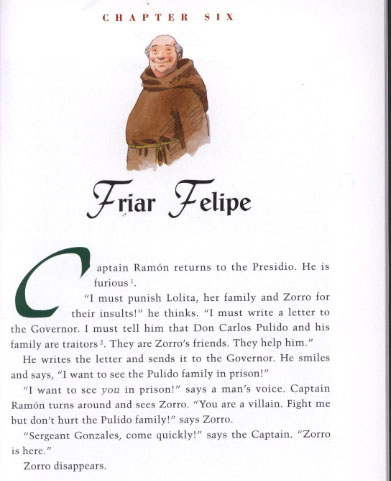 CHAPTER SIX
Friar Felipe
Captain Ramón returns to the Presidio. He is
furious ¹.
"I must punish Lolita, her family and Zorro for
their insults!" he thinks. "I must write a letter to
the Governor. I must tell him that Don Carlos Pulido and his
family are traitors ². They are Zorro's friends. They help him."
He writes the letter and sends it to the Governor. He smiles
and says, "I want to see the Pulido family in prison!"
"I want to see you in prison!" says a man's voice. Captain
Ramón turns around and sees Zorro. "You are a villain. Fight me
but don't hurt the Pulido family!" says Zorro.
"Sergeant Gonzales, come quickly!" says the Captain. "Zorro
is here."
Zorro disappears.